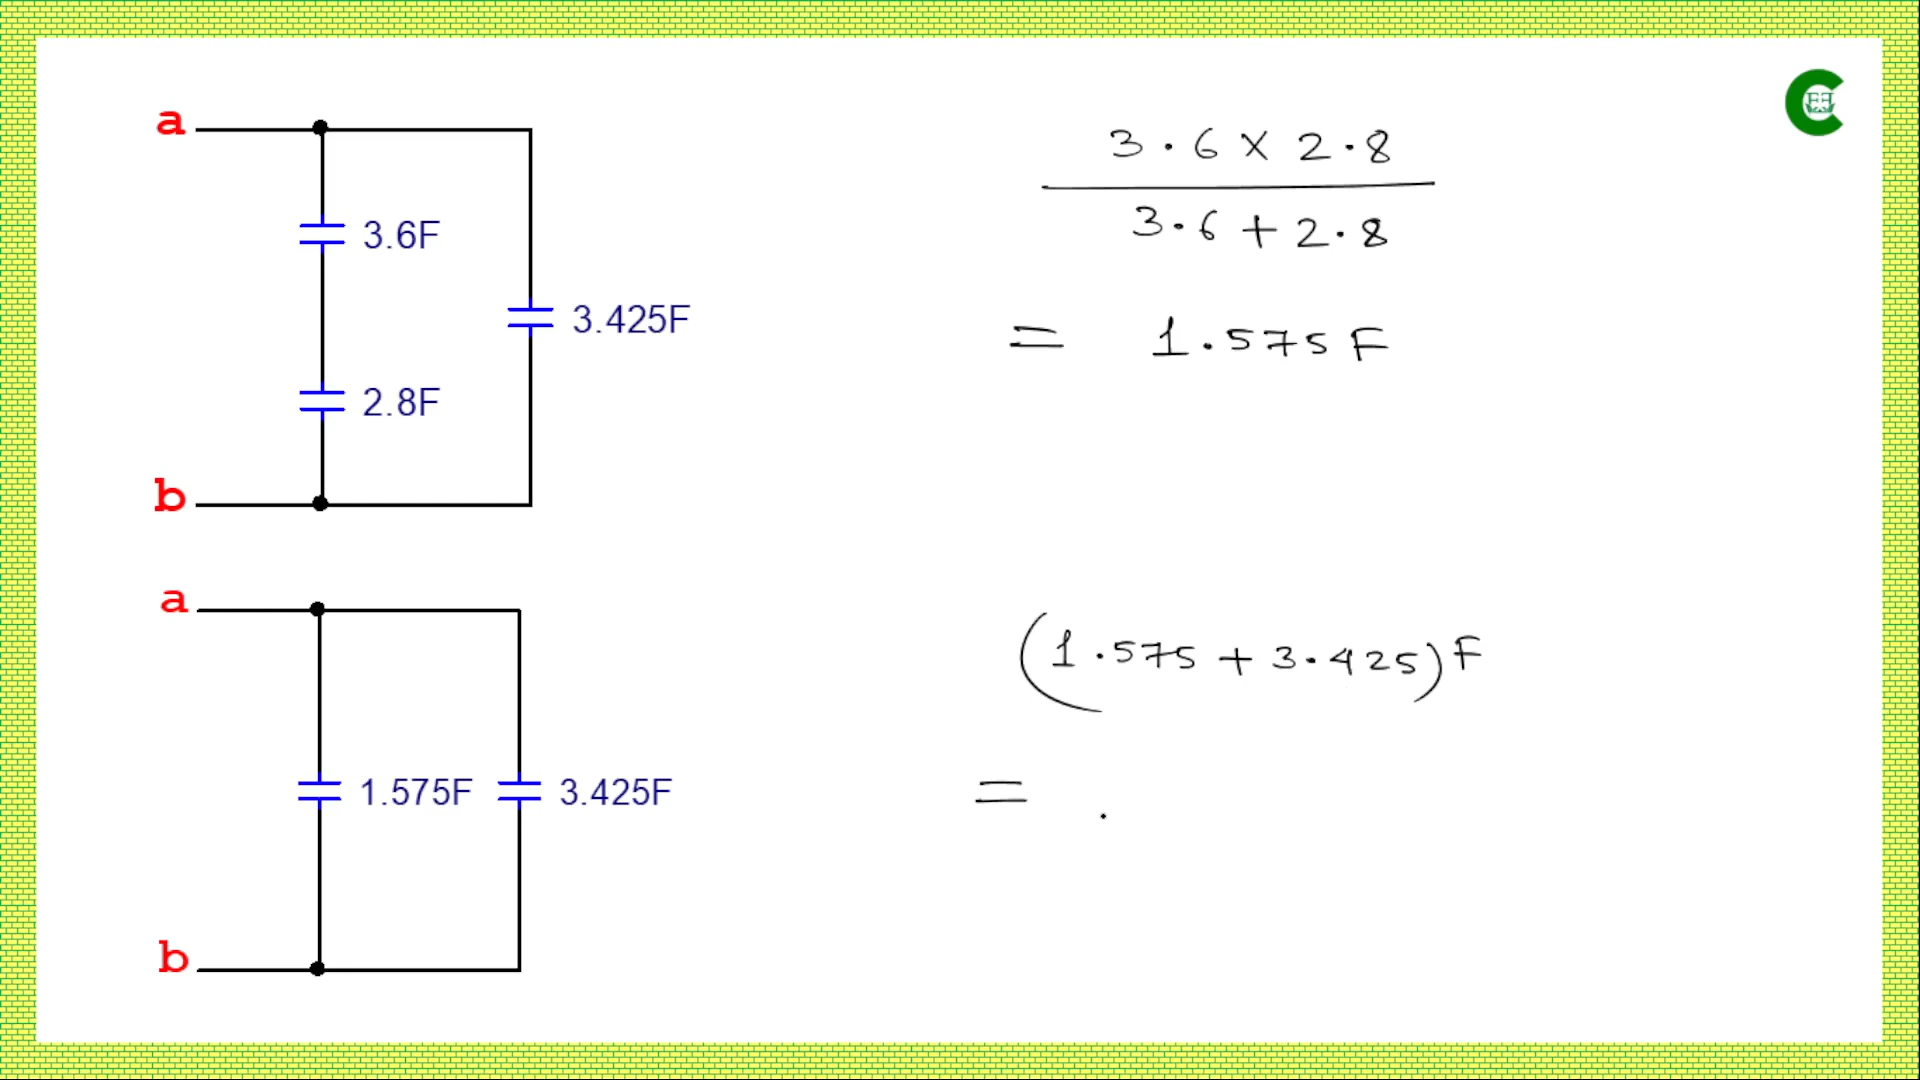 a
3.6F
3.425F
2.8F
b
3.6 × 2.8
3.6 + 2.8
= 1.575 F
a
1.575F
3.425F
b
(1.575 + 3.425) F
= .